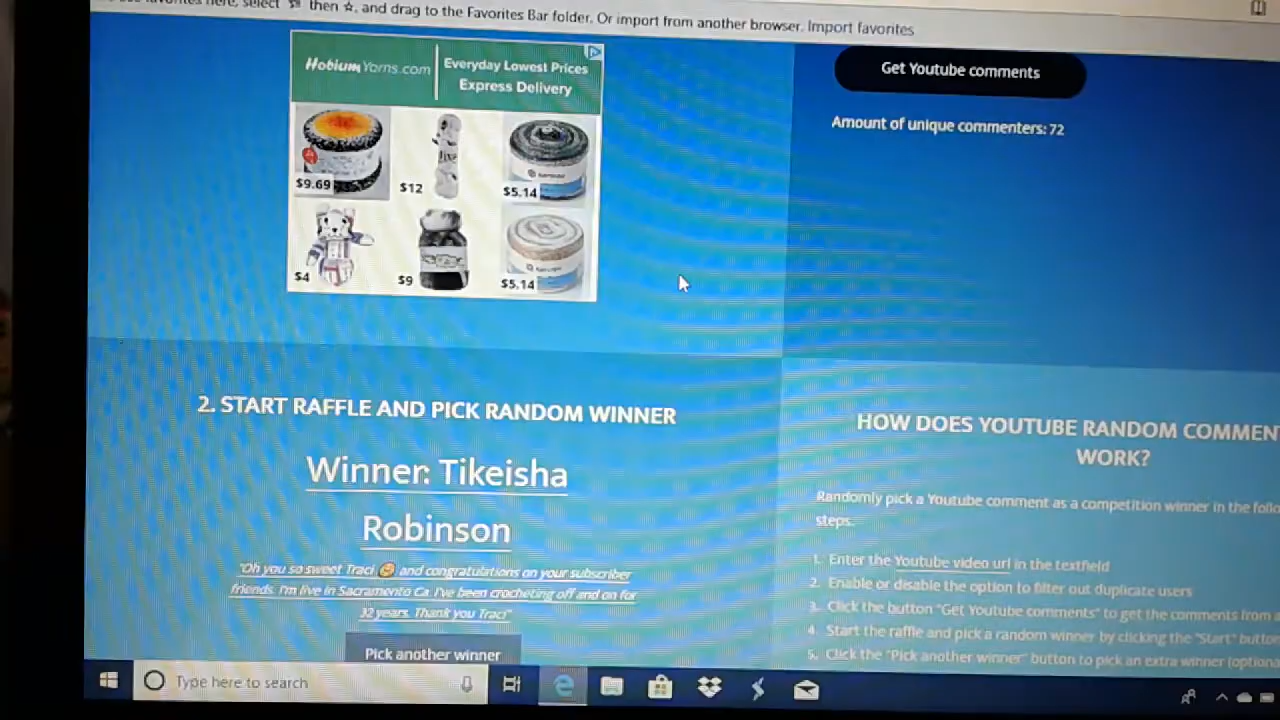 then ☆, and drag to the Favorites Bar folder. Or import from another browser. Import favorites
HobiumYarns.com
Everyday Lowest Prices
Express Delivery
$9.69
$12
$5.14
$4
$9
$5.14
Get Youtube comments
Amount of unique commenters: 72
2. START RAFFLE AND PICK RANDOM WINNER
Winner: Tikeisha
Robinson
"Oh you so sweet Traci 😊 and congratulations on your subscriber
friends. I'm live in Sacramento Ca. I've been crocheting off and on for
32 years. Thank you Traci"
Pick another winner
HOW DOES YOUTUBE RANDOM COMMENT
WORK?
Randomly pick a Youtube comment as a competition winner in the follo
steps.
1. Enter the Youtube video url in the textfield
2. Enable or disable the option to filter out duplicate users
3. Click the button "Get Youtube comments" to get the comments from
4. Start the raffle and pick a random winner by clicking the "Start" button
5. Click the "Pick another winner" button to pick an extra winner (optiona
Type here to search